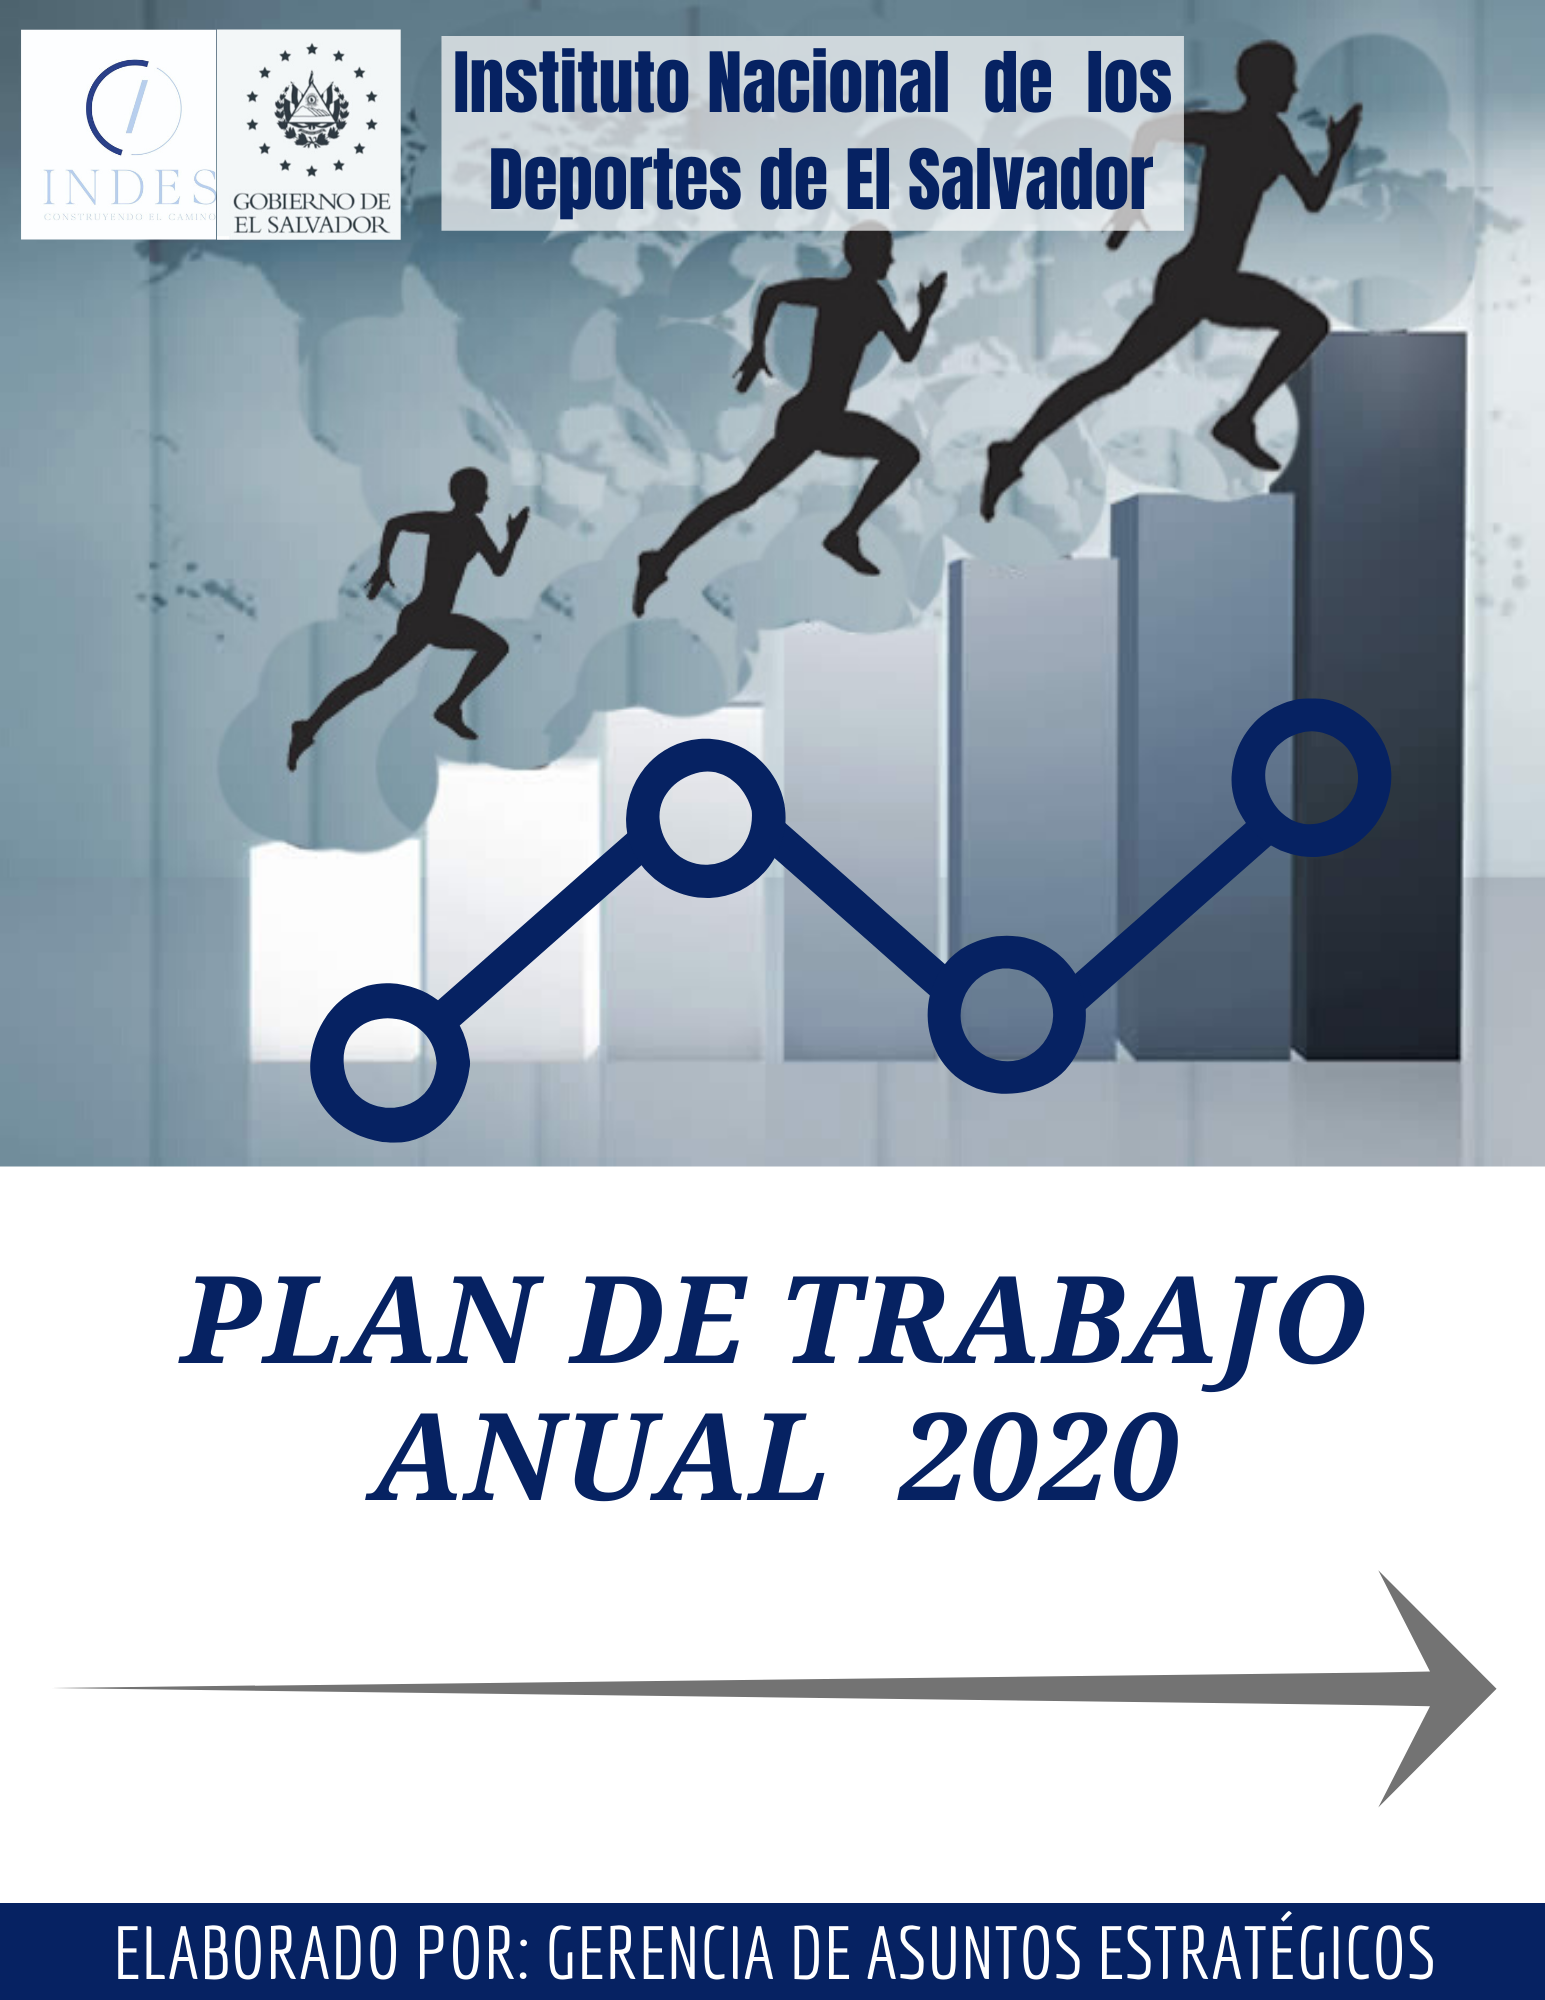 INDES
CONSTRUYENDO EL CAMINO
GOBIERNO DE
EL SALVADOR
Instituto Nacional de los
Deportes de El Salvador
PLAN DE TRABAJO
ANUAL 2020
ELABORADO POR: GERENCIA DE ASUNTOS ESTRATÉGICOS